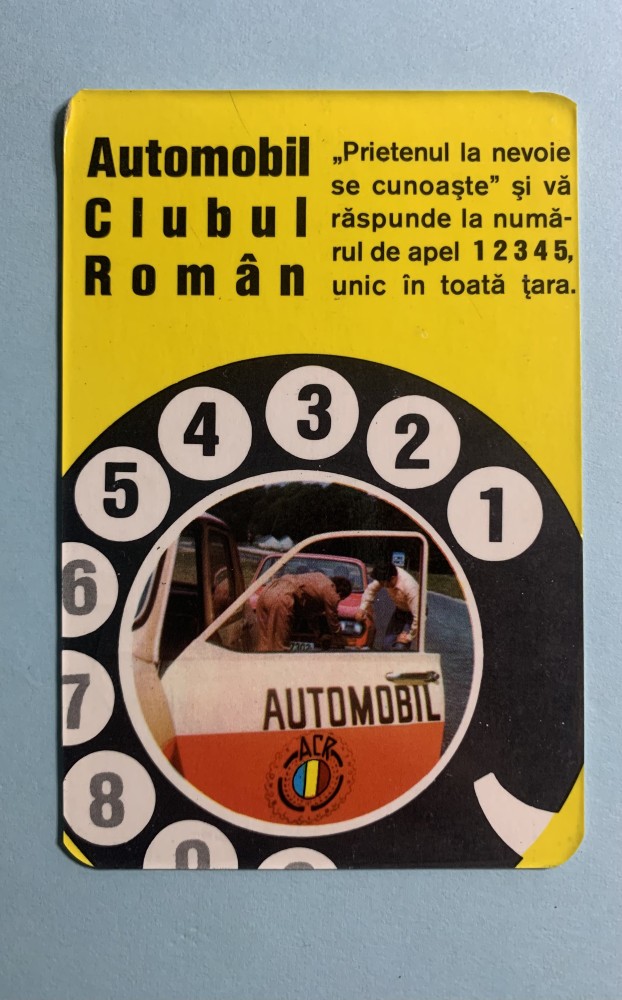 Automobil
Clubul
Român
„Prietenul la nevoie
se cunoaşte” şi vă
răspunde la numă-
rul de apel 12345,
unic în toată ţara.
3
4
2
5
1
6
7
8
9
AUTOMOBIL
ACR